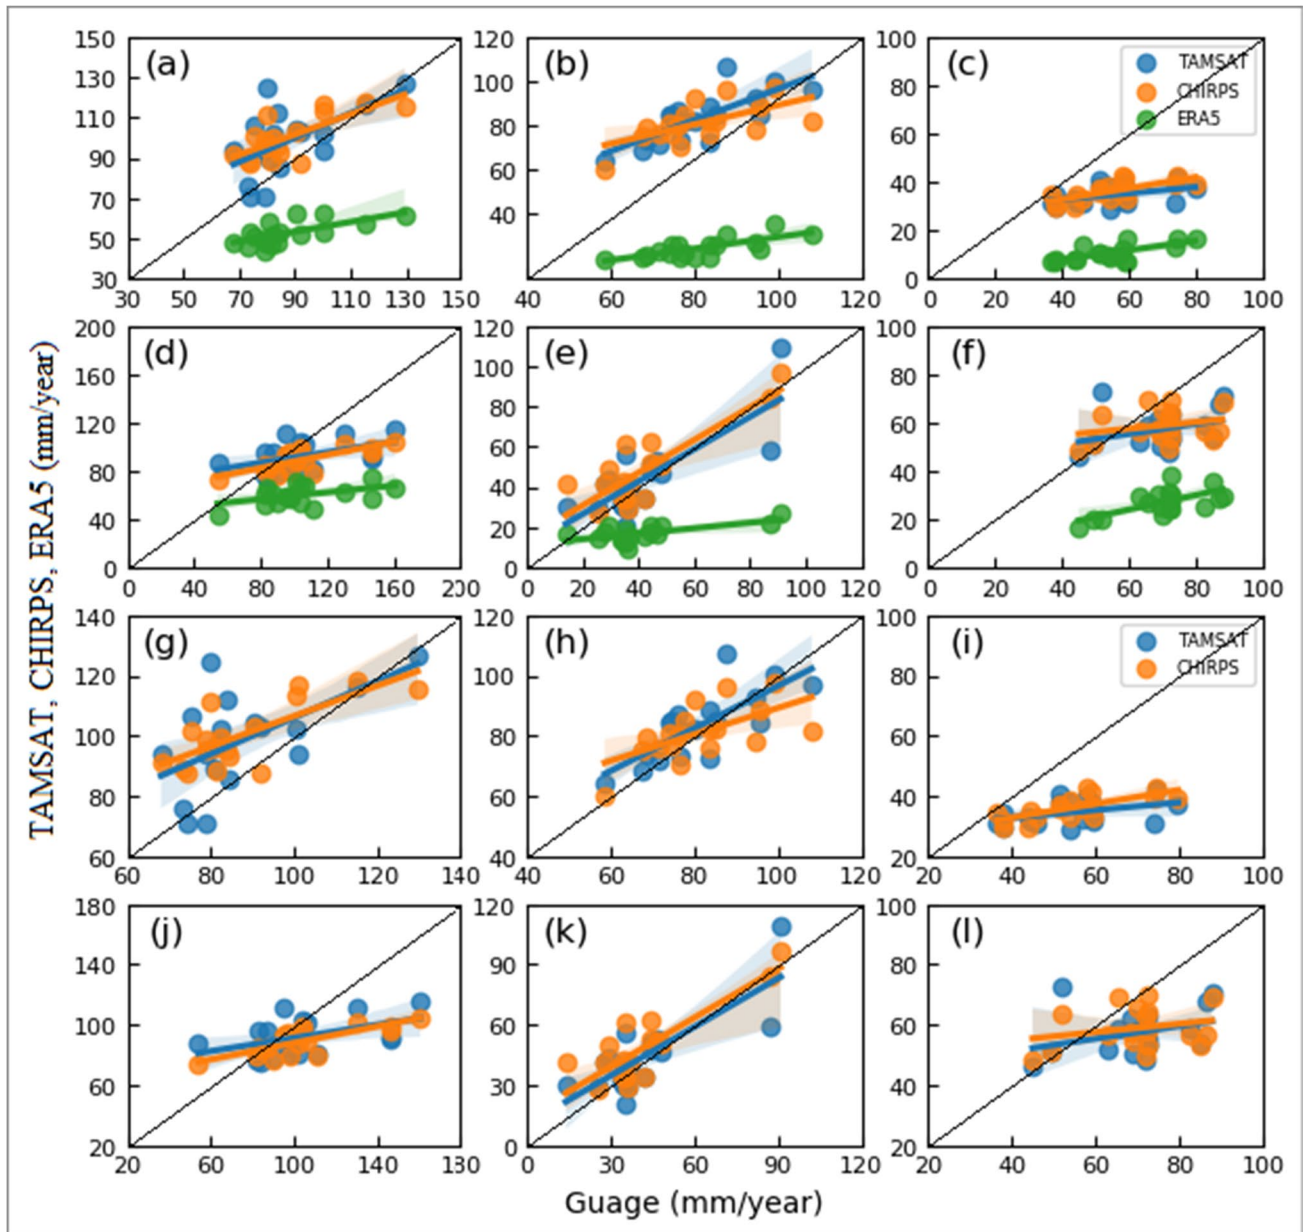 TAMSAT, CHIRPS, ERA5 (mm/year)
(a)
150
130
110
90
70
50
30
30 50 70 90 110 130 150
(b)
120
100
80
60
40
40 60 80 100 120
(c)
TAMSAT
CHIRPS
ERA5
100
80
60
40
20
0
0 20 40 60 80 100
(d)
200
160
120
80
40
0
0 40 80 120 160 200
(e)
120
100
80
60
40
20
0
0 20 40 60 80 100 120
(f)
100
80
60
40
20
0
0 20 40 60 80 100
(g)
140
120
100
80
60
60 80 100 120 140
(h)
120
100
80
60
40
40 60 80 100 120
(i)
TAMSAT
CHIRPS
100
80
60
40
20
20 40 60 80 100
(j)
180
140
100
60
20
20 60 100 140 130
(k)
120
90
60
30
0
0 30 60 90 120
(l)
100
80
60
40
20
20 40 60 80 100
Guage (mm/year)